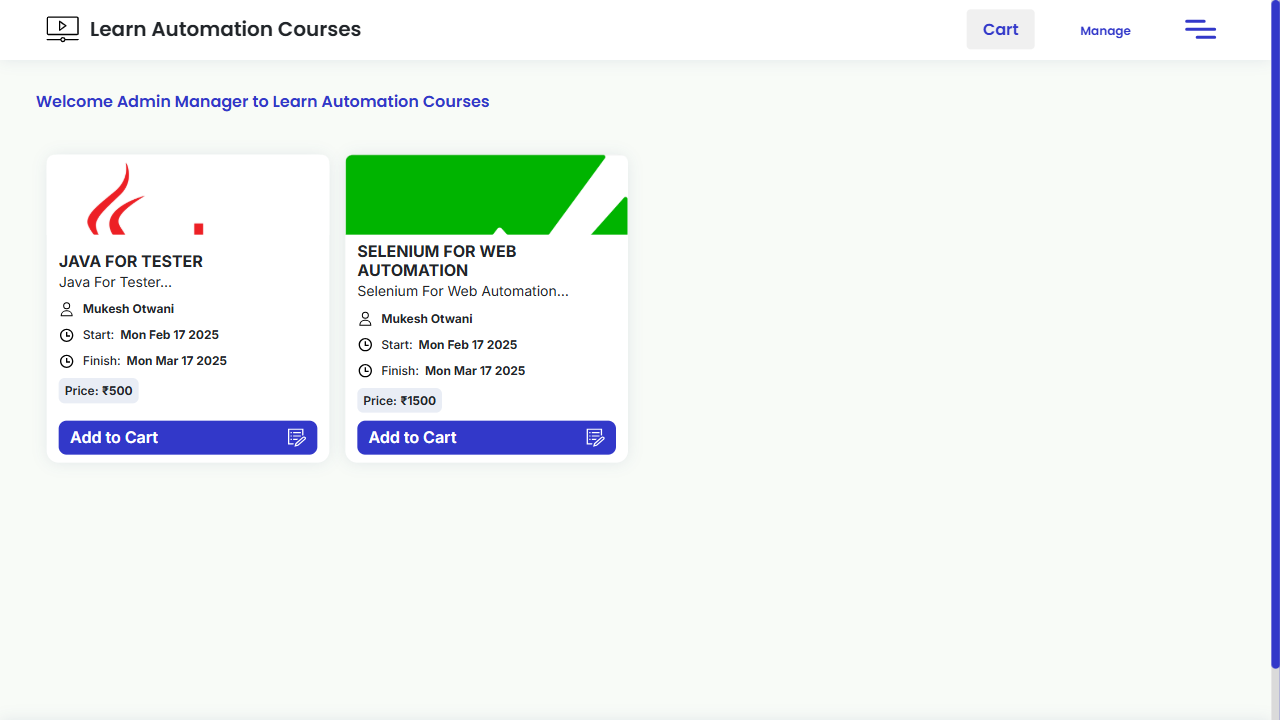 Learn Automation Courses
Cart
Manage
Welcome Admin Manager to Learn Automation Courses
JAVA FOR TESTER
Java For Tester...
Mukesh Otwani
Start: Mon Feb 17 2025
Finish: Mon Mar 17 2025
Price: ₹500
Add to Cart
SELENIUM FOR WEB
AUTOMATION
Selenium For Web Automation...
Mukesh Otwani
Start: Mon Feb 17 2025
Finish: Mon Mar 17 2025
Price: ₹1500
Add to Cart